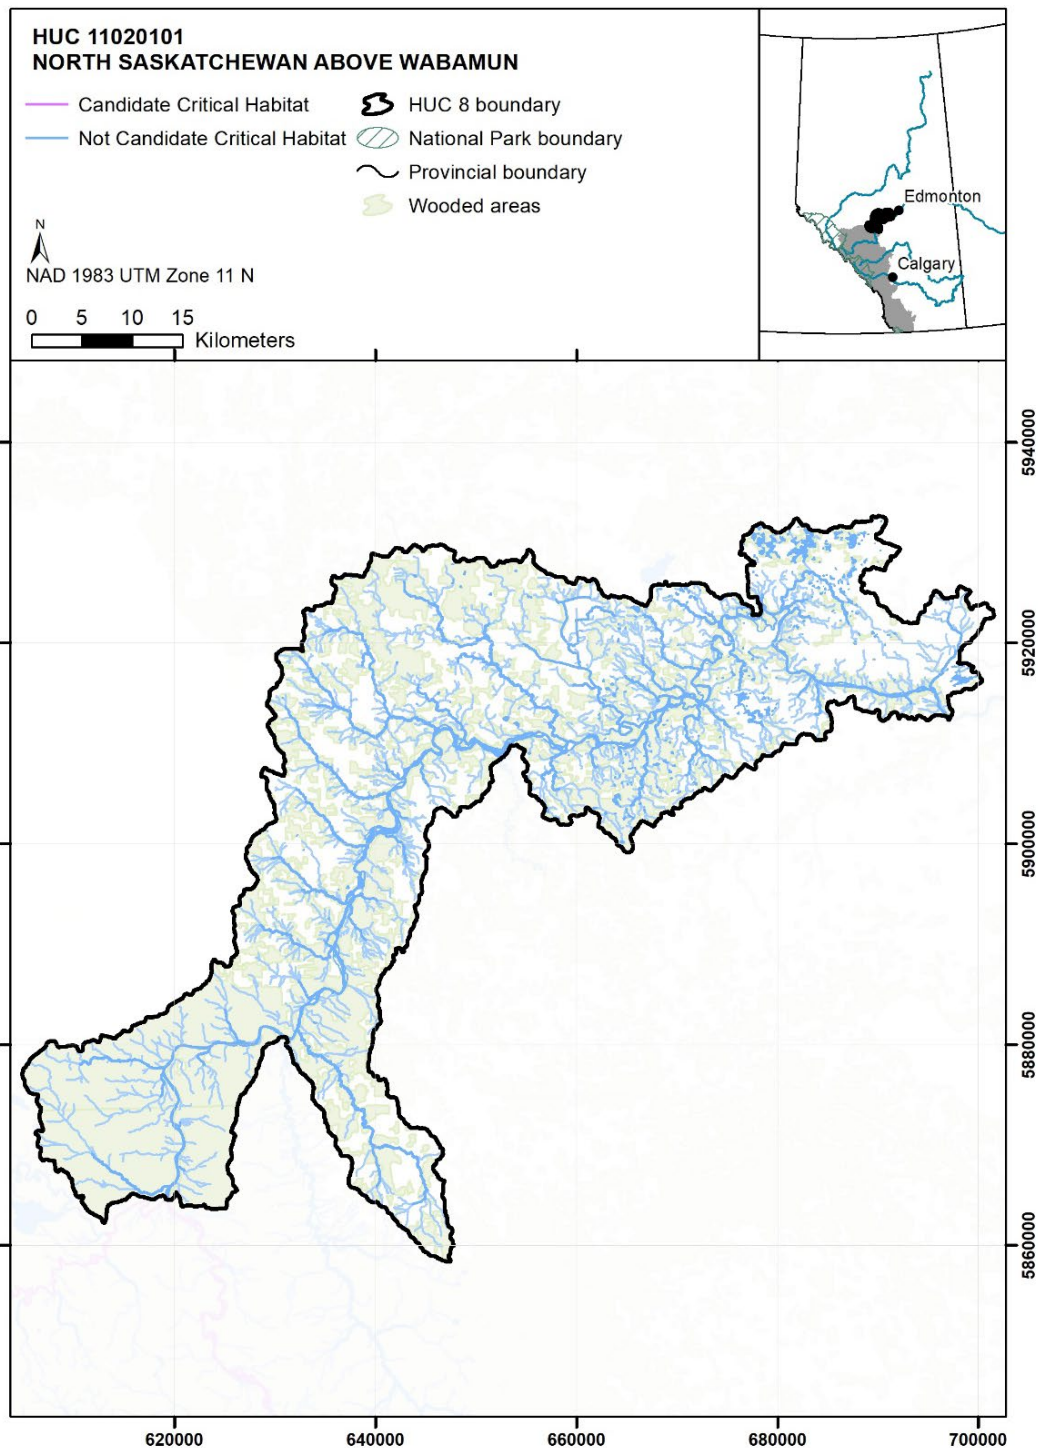 HUC 11020101
NORTH SASKATCHEWAN ABOVE WABAMUN
Candidate Critical Habitat
HUC 8 boundary
Not Candidate Critical Habitat
National Park boundary
Provincial boundary
Wooded areas
N
NAD 1983 UTM Zone 11 N
0 5 10 15
Kilometers
Edmonton
Calgary
5940000
5920000
5900000
5880000
5860000
620000 640000 660000 680000 700000